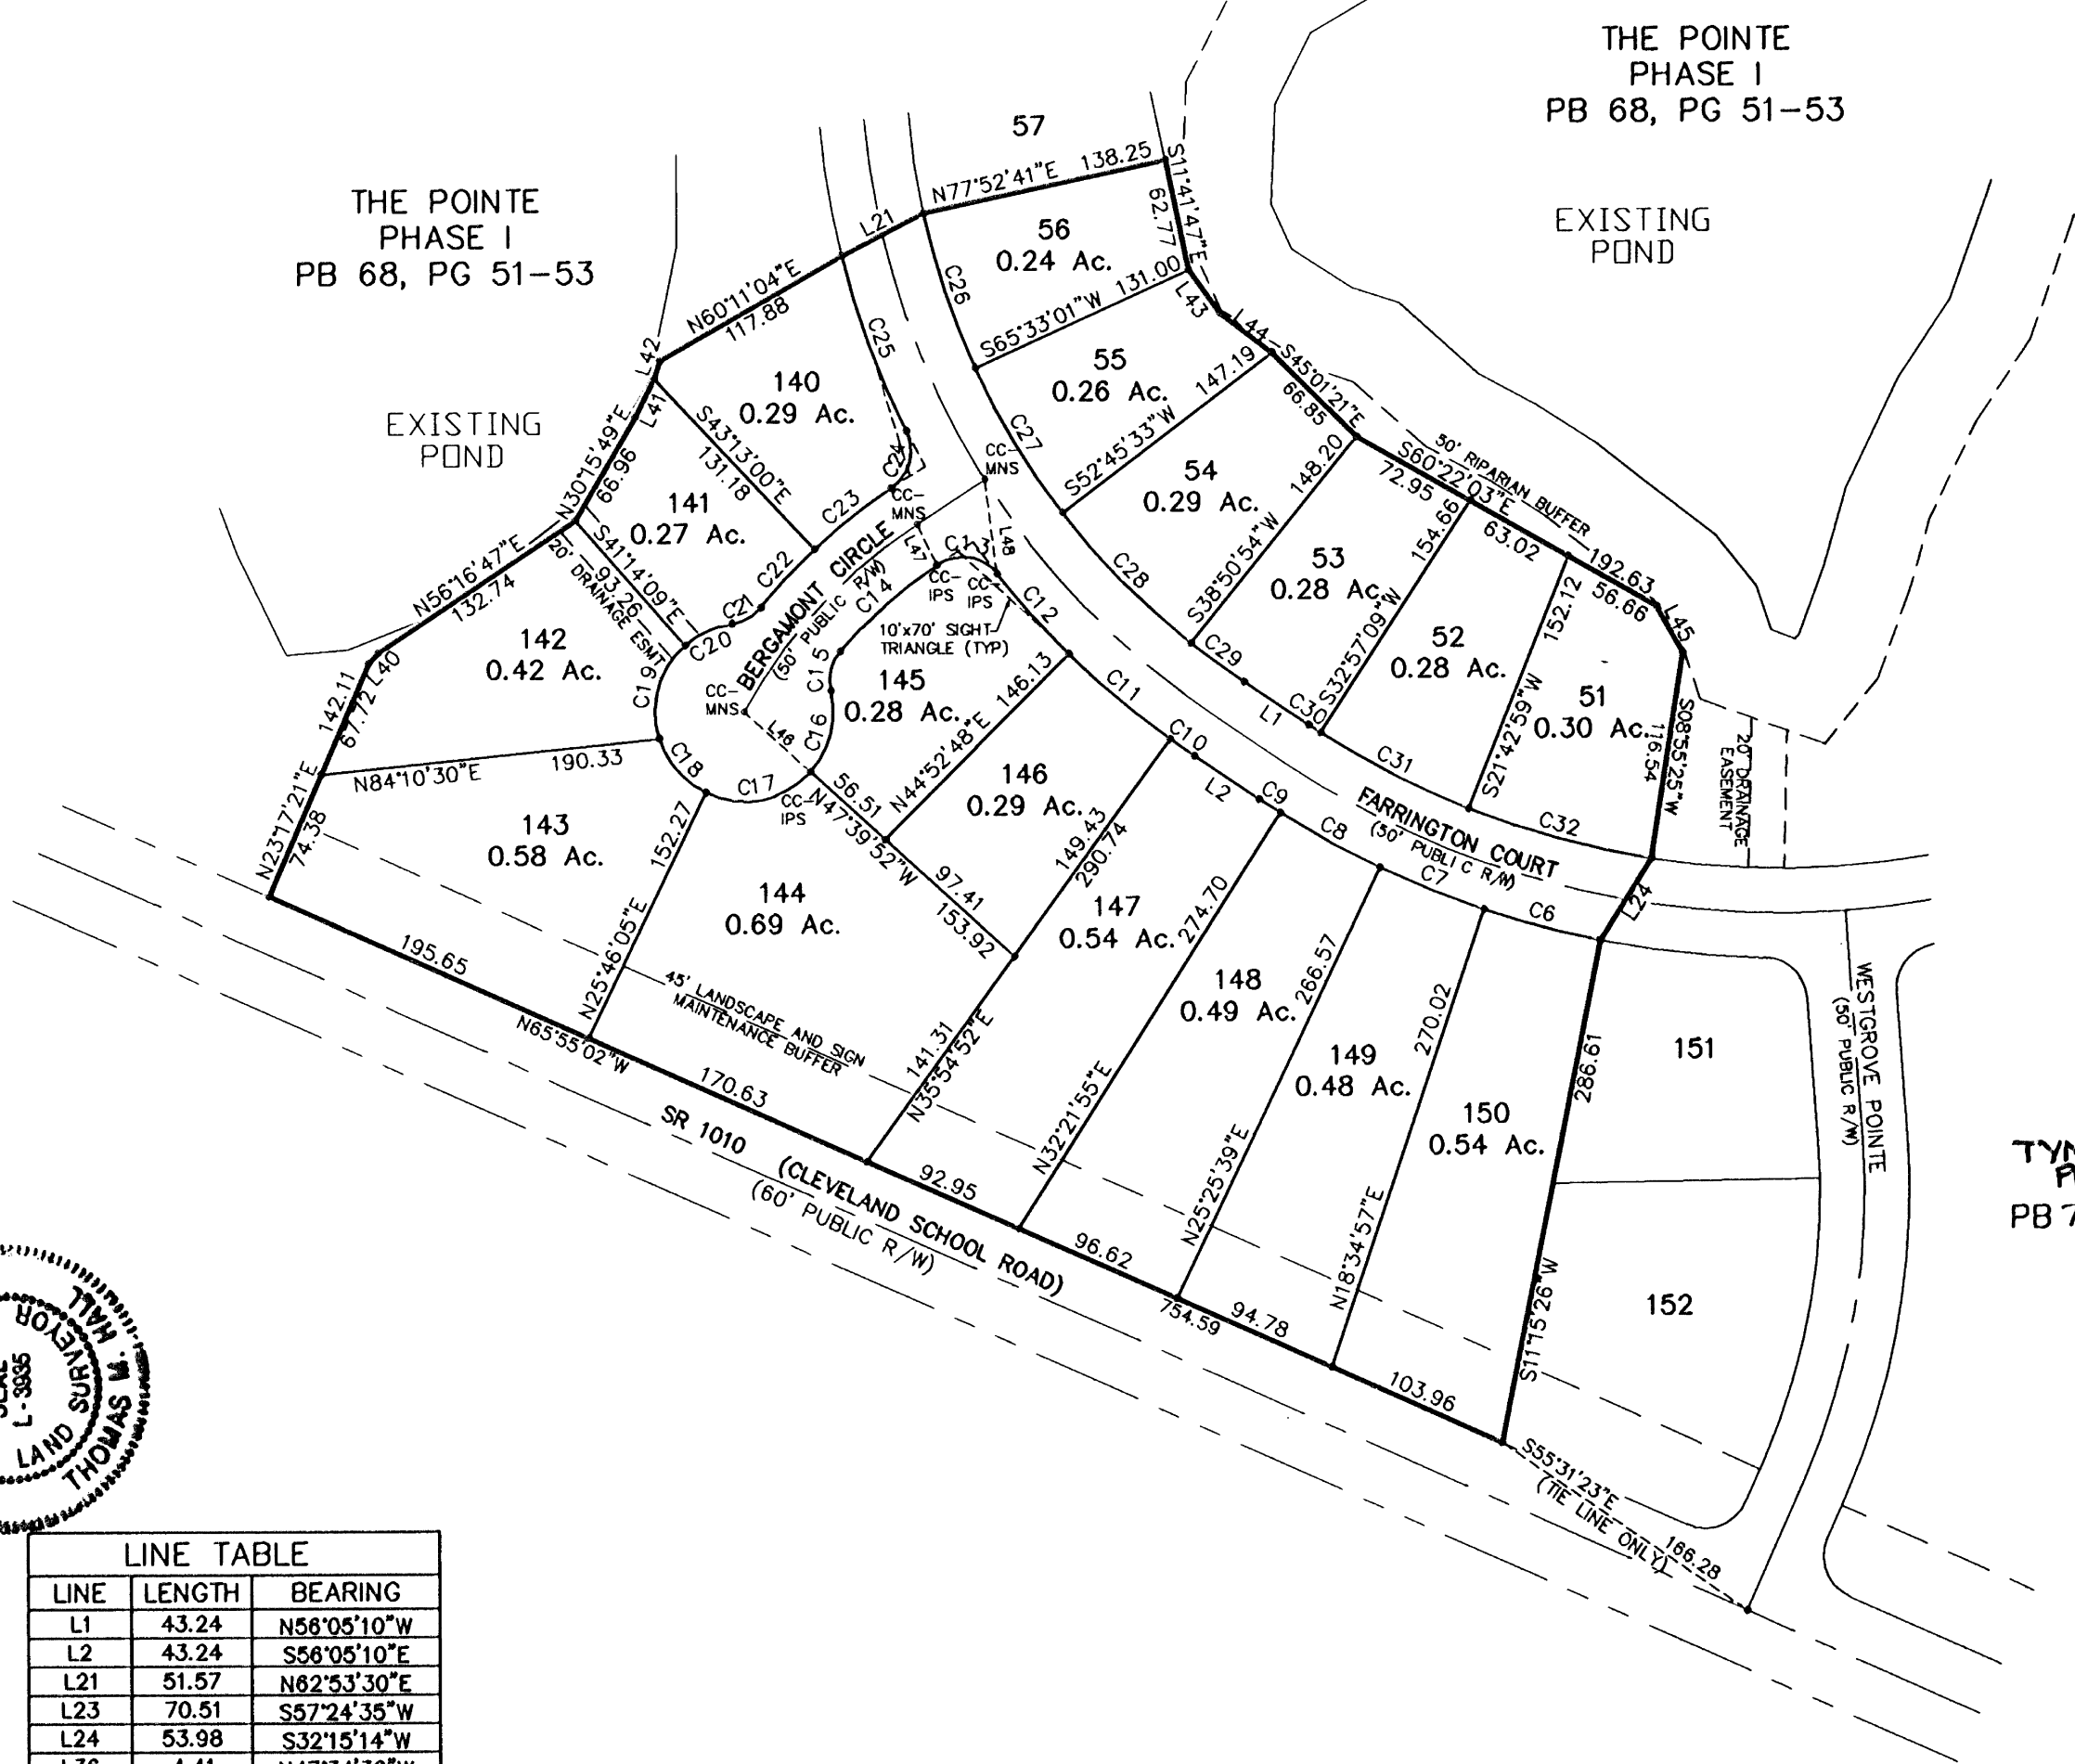 THE POINTE
PHASE I
PB 68, PG 51-53
THE POINTE
PHASE I
PB 68, PG 51-53
EXISTING
POND
EXISTING
POND
57
N77°52'41"E 138.25
S11°41'47"E
62.77
L21
56
0.24 Ac.
C26
S65°33'01"W 131.00
L43
L44
N60°11'04"E
117.88
C25
L42
L41
140
0.29 Ac.
S43°13'00"E
131.18
55
0.26 Ac.
C27
S52°45'33"W 147.19
S45°01'21"E
66.85
50' RIPARIAN BUFFER
S60°22'03"E
72.95
63.02
192.63
56.66
L45
N30°15'49"E
66.96
141
0.27 Ac.
S41°14'09"E
93.26
20' DRAINAGE ESMT
N56°16'47"E
132.74
C24
C23
C22
C21
C20
CC-
MNS
CC-
MNS
L47
C13
L48
CC-
IPS
CC-
IPS
C12
C14
10'x70' SIGHT
TRIANGLE (TYP)
BERGAMONT CIRCLE
(50' PUBLIC R/W)
54
0.29 Ac.
C28
S38°50'54"W 148.20
53
0.28 Ac.
C29
L1
C30
S32°57'09"W 154.66
52
0.28 Ac.
C31
S21°42'59"W 152.12
51
0.30 Ac.
C32
S08°55'25"W
116.54
20' DRAINAGE
EASEMENT
142
0.42 Ac.
L40
142.11
67.72
C19
CC-
MNS
L46
C15
C16
C17
C18
CC-
IPS
145
0.28 Ac.
N44°52'48"E 146.13
C11
C10
L2
C9
C8
C7
C6
L24
FARRINGTON COURT
(50' PUBLIC R/W)
N84°10'30"E 190.33
N23°17'21"E
74.38
143
0.58 Ac.
152.27
N25°46'05"E
195.65
N65°55'02"W
144
0.69 Ac.
56.51
N47°39'52"W
97.41
153.92
146
0.29 Ac.
149.43
290.74
147
0.54 Ac.
141.31
N35°54'52"E
45' LANDSCAPE AND SIGN
MAINTENANCE BUFFER
170.63
92.95
274.70
N32°21'55"E
148
0.49 Ac.
96.62
266.57
N25°25'39"E
149
0.48 Ac.
94.78
754.59
270.02
N18°34'57"E
150
0.54 Ac.
103.96
286.61
S11°15'26"W
151
152
WESTGROVE POINTE
(50' PUBLIC R/W)
SR 1010 (CLEVELAND SCHOOL ROAD)
(60' PUBLIC R/W)
S55°31'23"E
(TIE LINE ONLY)
166.28
PB 7
L-3935
LAND SURVEYOR
THOMAS W. HALL
LINE TABLE
LINE LENGTH BEARING
L1 43.24 N56°05'10"W
L2 43.24 S56°05'10"E
L21 51.57 N62°53'30"E
L23 70.51 S57°24'35"W
L24 53.98 S32°15'14"W